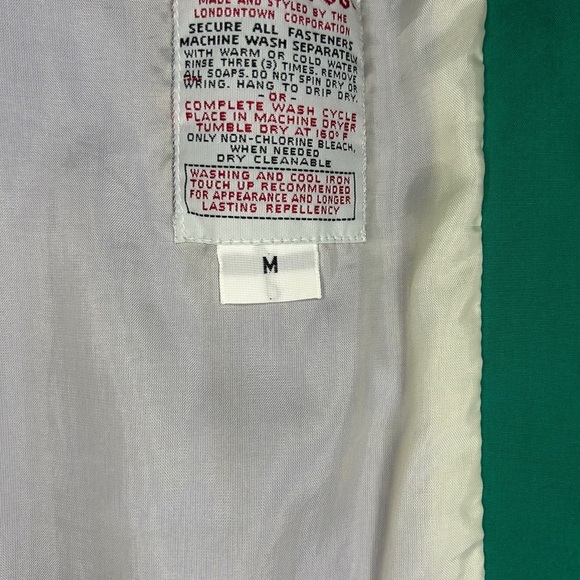 MADE AND STYLED BY THE
LONDONTOWN CORPORATION
SECURE ALL FASTENERS
MACHINE WASH SEPARATELY
WITH WARM OR COLD WATER
RINSE THREE (3) TIMES. REMOVE
ALL SOAPS. DO NOT SPIN DRY OR
WRING. HANG TO DRIP DRY.
- OR -
COMPLETE WASH CYCLE
PLACE IN MACHINE DRYER
TUMBLE DRY AT 160° F
ONLY NON-CHLORINE BLEACH,
WHEN NEEDED
DRY CLEANABLE
WASHING AND COOL IRON
TOUCH UP RECOMMENDED
FOR APPEARANCE AND LONGER
LASTING REPELLENCY
M